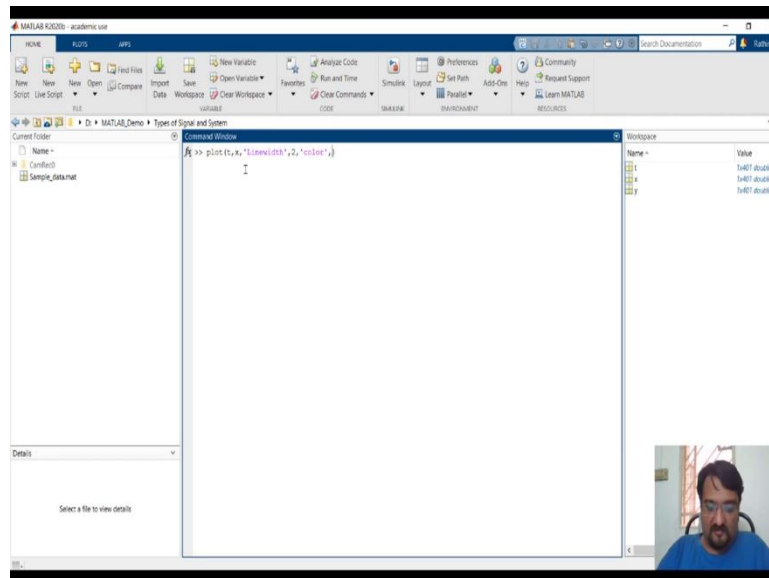 MATLAB R2020b - academic use
HOME PLOTS APPS
Search Documentation
New Script
New Live Script
New
Open
Find Files
Compare
Import Data
Save Workspace
New Variable
Open Variable
Clear Workspace
Favorites
Analyze Code
Run and Time
Clear Commands
Simulink
Layout
Preferences
Set Path
Parallel
Add-Ons
Help
Community
Request Support
Learn MATLAB
FILE VARIABLE CODE SIMULINK ENVIRONMENT RESOURCES
D: MATLAB_Demo Types of Signal and System
Current Folder
Name
Sample_data.mat
Details
Select a file to view details
Command Window
fx >> plot(t,x,'Linewidth',2,'color',)
Workspace
Name Value
t 1x401 doubl
x 1x401 doubl
y 1x401 doubl